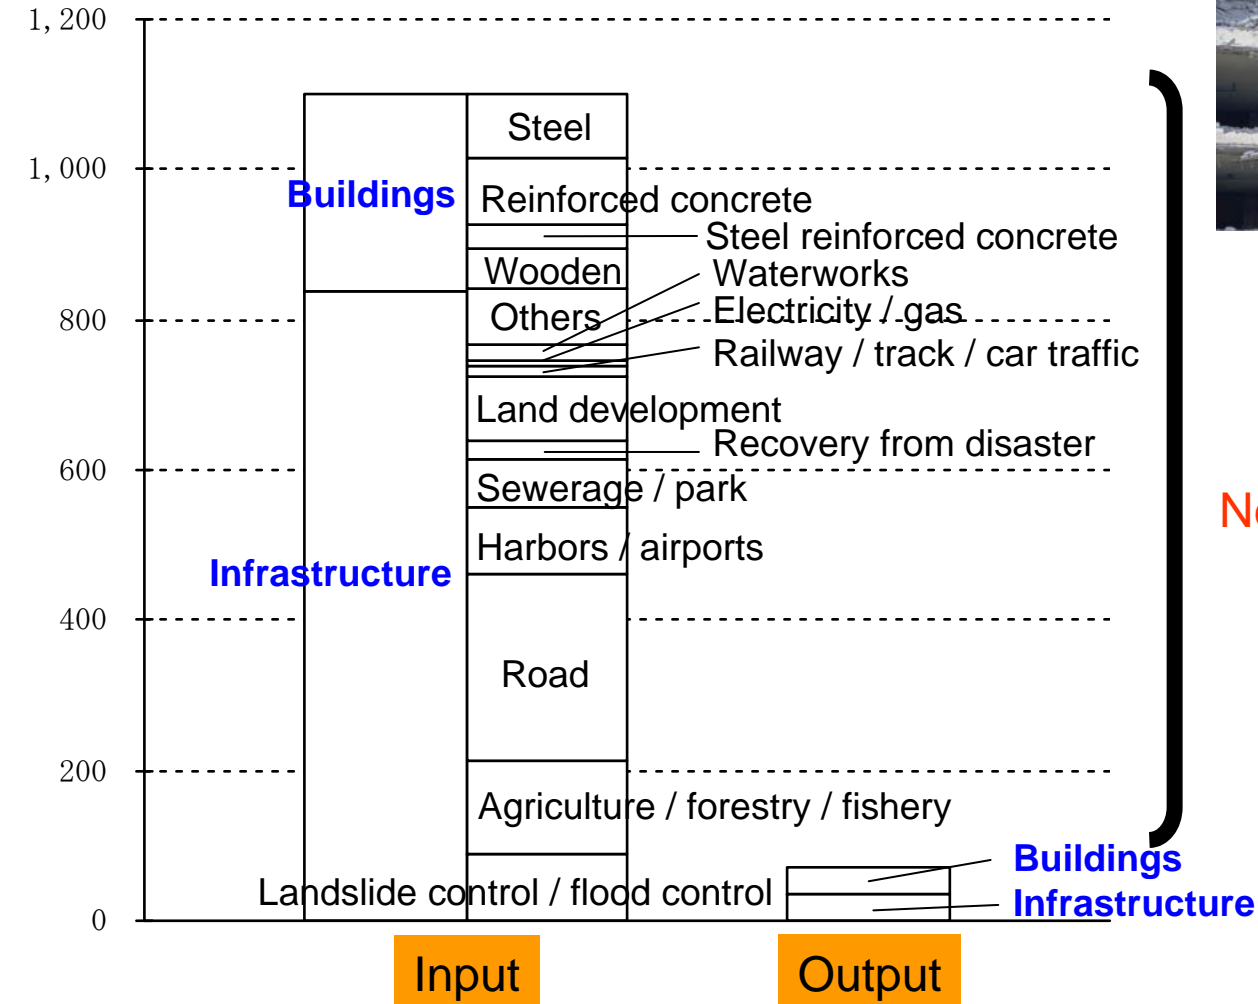 1,200
1,000
800
600
400
200
0
Buildings
Infrastructure
Steel
Reinforced concrete
Steel reinforced concrete
Wooden
Waterworks
Others
Electricity / gas
Railway / track / car traffic
Land development
Recovery from disaster
Sewerage / park
Harbors / airports
Road
Agriculture / forestry / fishery
Landslide control / flood control
Buildings
Infrastructure
Input
Output